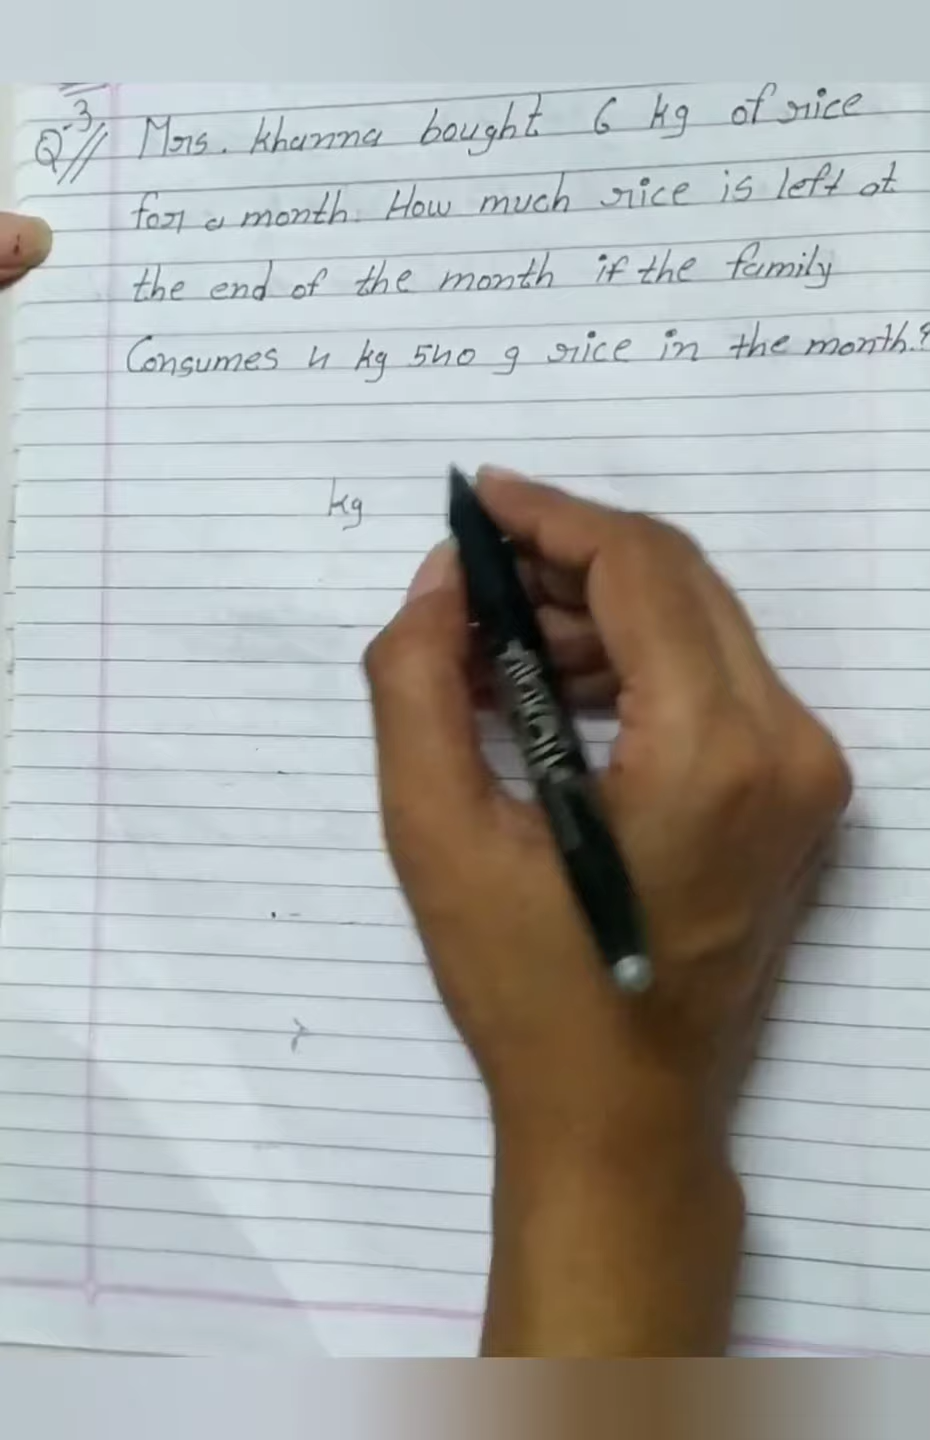 Q-3// Mrs. Khanna bought 6 kg of rice
for a month. How much rice is left at
the end of the month if the family
Consumes 4 kg 540 g rice in the month.?
kg